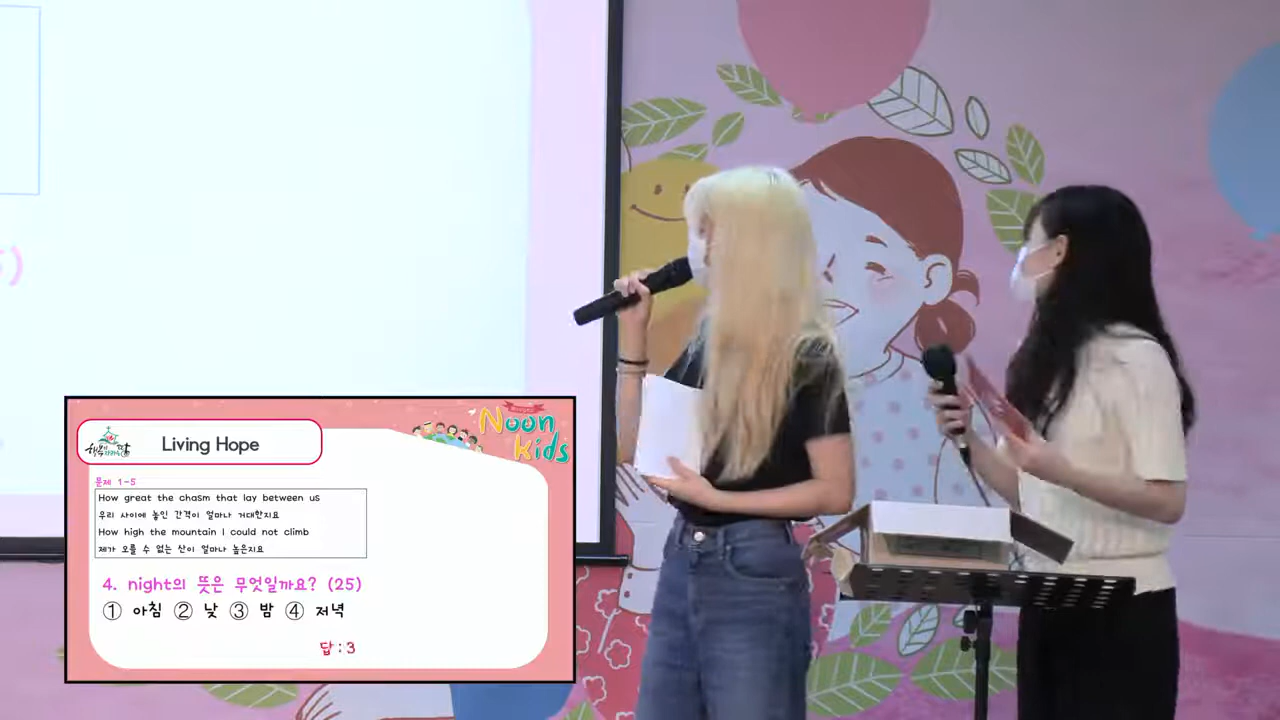 5)
Noon
Kids
Living Hope
문제 1-5
How great the chasm that lay between us
우리 사이에 놓인 간격이 얼마나 거대한지요
How high the mountain I could not climb
제가 오를 수 없는 산이 얼마나 높은지요
4. night의 뜻은 무엇일까요? (25)
① 아침 ② 낮 ③ 밤 ④ 저녁
답 : 3